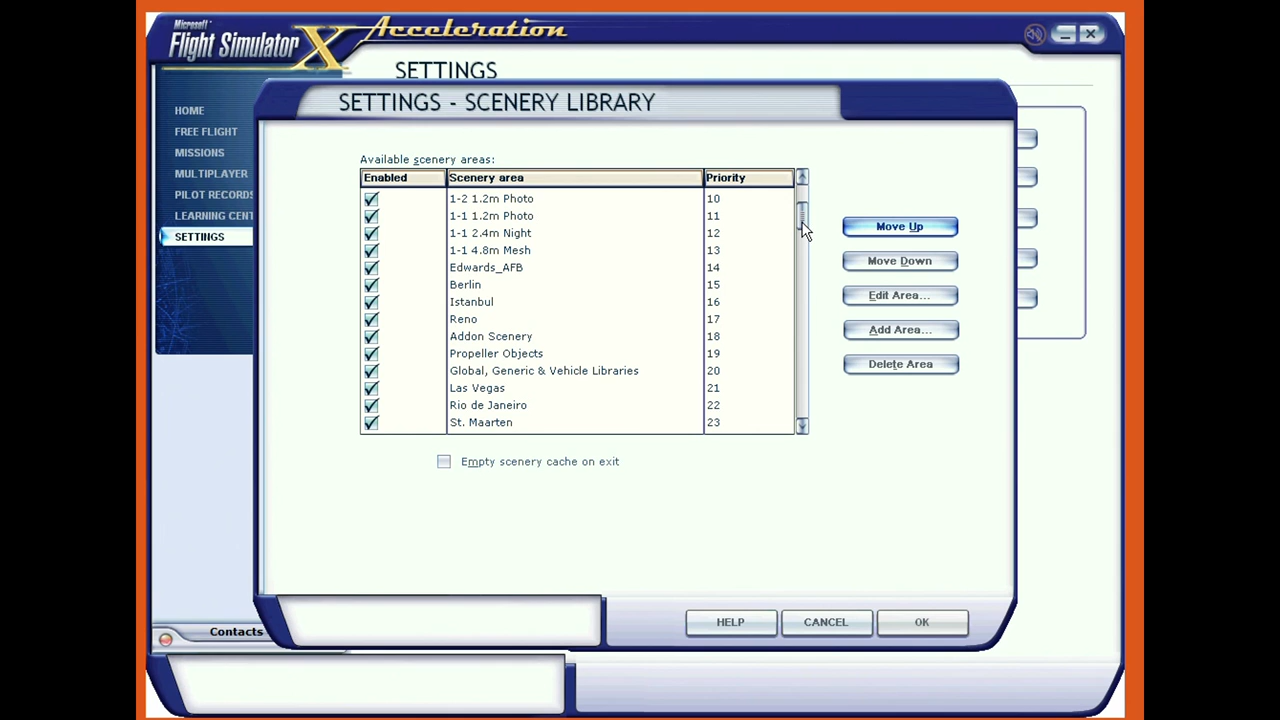 Microsoft
Flight Simulator X Acceleration
SETTINGS
SETTINGS - SCENERY LIBRARY
HOME
FREE FLIGHT
MISSIONS
MULTIPLAYER
PILOT RECORDS
LEARNING CENT
SETTINGS
Available scenery areas:
Enabled Scenery area Priority
1-2 1.2m Photo 10
1-1 1.2m Photo 11
1-1 2.4m Night 12
1-1 4.8m Mesh 13
Edwards_AFB 14
Berlin 15
Istanbul 16
Reno 17
Addon Scenery 18
Propeller Objects 19
Global, Generic & Vehicle Libraries 20
Las Vegas 21
Rio de Janeiro 22
St. Maarten 23
Move Up
Move Down
Edit Area...
Add Area...
Delete Area
Empty scenery cache on exit
HELP CANCEL OK
Contacts